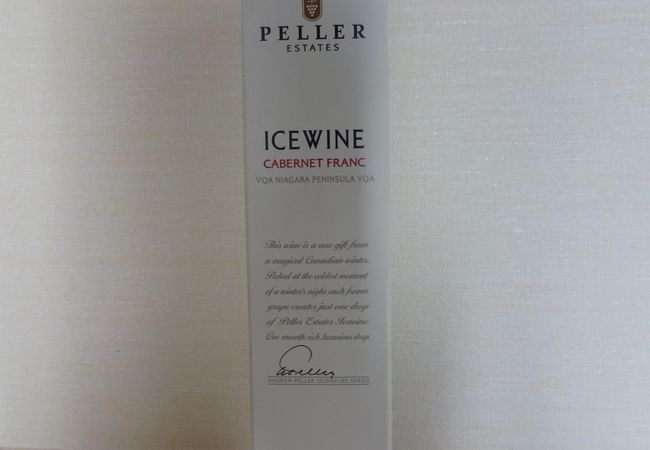 PELLER
ESTATES
ICEWINE
CABERNET FRANC
VQA NIAGARA PENINSULA VQA
This wine is a rare gift from
a magical Canadian winter.
Picked at the coldest moment
of a winter's night, each frozen
grape creates just one drop
of Peller Estates Icewine.
One smooth, rich, luxurious drop
ANDREW PELLER SIGNATURE SERIES